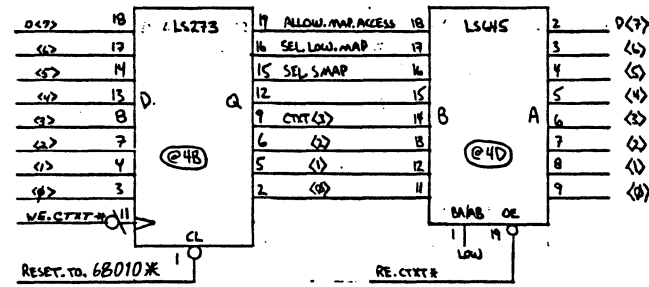 D<7> 18 LS273 19 ALLOW.MAP.ACCESS 18 LS645 2 D<7>
<6> 17 16 SEL.LOW.MAP 17 3 <6>
<5> 14 15 SEL SMAP 16 4 <5>
<4> 13 D. Q 12 15 5 <4>
<3> 8 9 CTXT<3> 14 B A 6 <3>
<2> 7 @4B 6 <2> 13 @4D 7 <2>
<1> 4 5 <1> 12 8 <1>
<0> 3 2 <0> 11 9 <0>
WE.CTXT* 11 BA/AB OE
CL 1 LOW 19
RESET.TO.68010* 1 RE.CTXT*